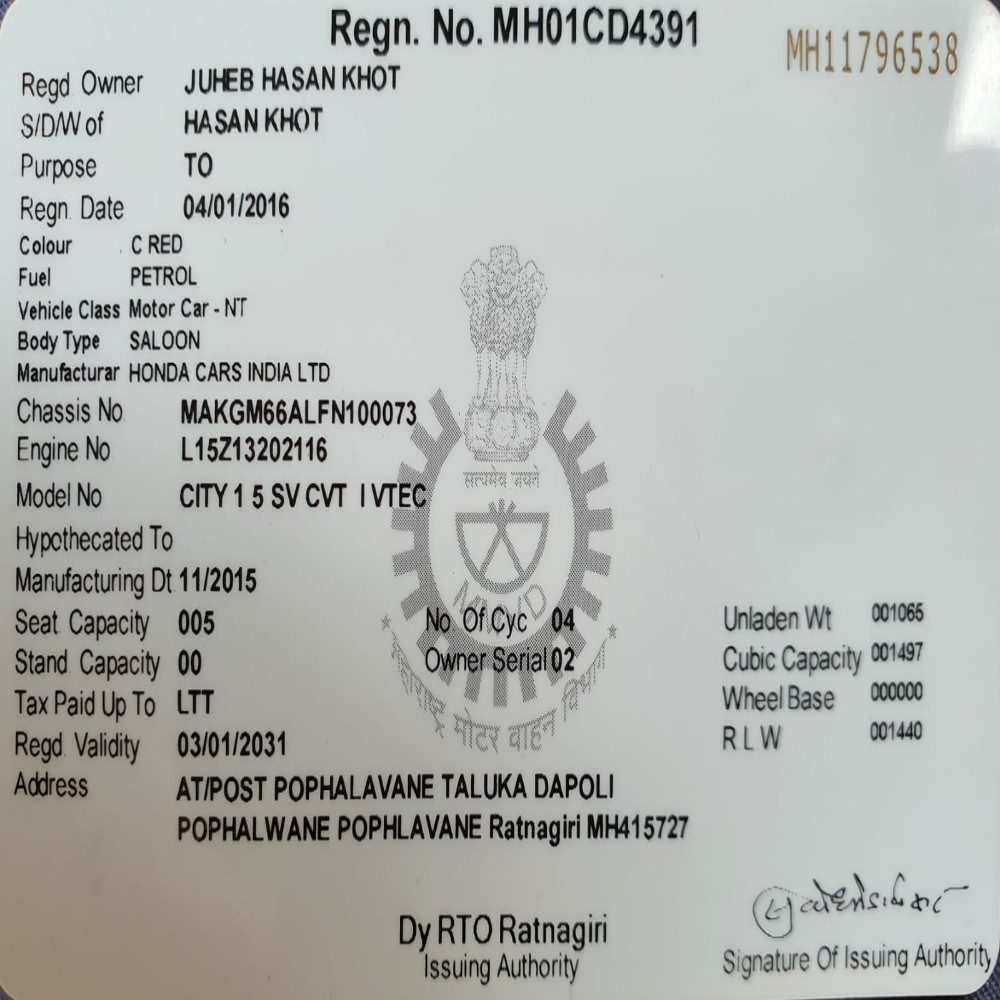 Regn. No. MH01CD4391
MH11796538
Regd. Owner JUHEB HASAN KHOT
S/D/W of HASAN KHOT
Purpose TO
Regn. Date 04/01/2016
Colour C RED
Fuel PETROL
Vehicle Class Motor Car - NT
Body Type SALOON
Manufacturar HONDA CARS INDIA LTD
Chassis No MAKGM66ALFN100073
Engine No L15Z13202116
Model No CITY 1 5 SV CVT I VTEC
सत्यमेव जयते
Hypothecated To
Manufacturing Dt 11/2015
MHMVD
Seat. Capacity 005 No. Of Cyc 04 Unladen Wt 001065
Stand. Capacity 00 Owner Serial 02 Cubic Capacity 001497
Tax Paid Up To LTT Wheel Base 000000
Regd. Validity 03/01/2031 R L W 001440
महाराष्ट्र मोटर वाहन विभाग
Address AT/POST POPHALAVANE TALUKA DAPOLI
POPHALWANE POPHLAVANE Ratnagiri MH415727
Dy RTO Ratnagiri
Issuing Authority
Signature Of Issuing Authority